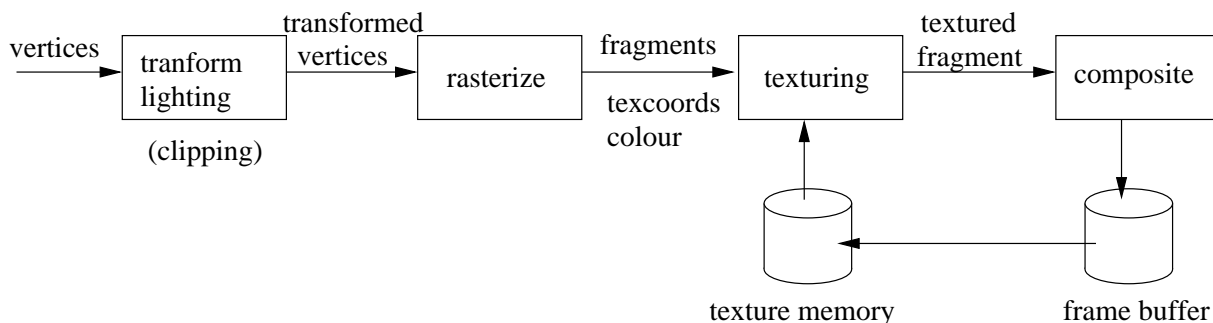 vertices
tranform
lighting
(clipping)
transformed
vertices
rasterize
fragments
texcoords
colour
texturing
textured
fragment
composite
texture memory
frame buffer